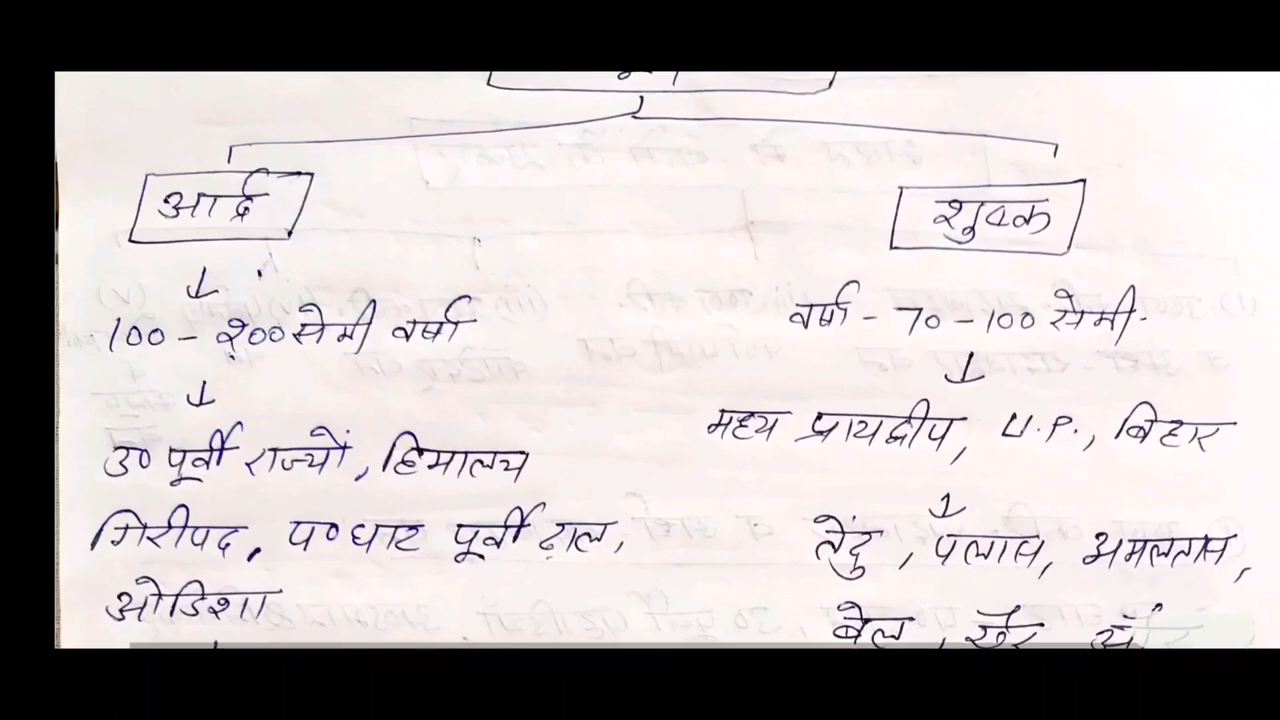 आर्द्र
↓
100 - 200 सेमी वर्षा
↓
उ० पूर्वी राज्यों, हिमालय
गिरीपद, प० घाट पूर्वी ढ़ाल,
ओडिशा
शुष्क
वर्षा - 70 - 100 सेमी.
↓
मध्य प्रायद्वीप, U.P., बिहार
↓
तेंदु, पलास, अमलतास,
बेल, खैर